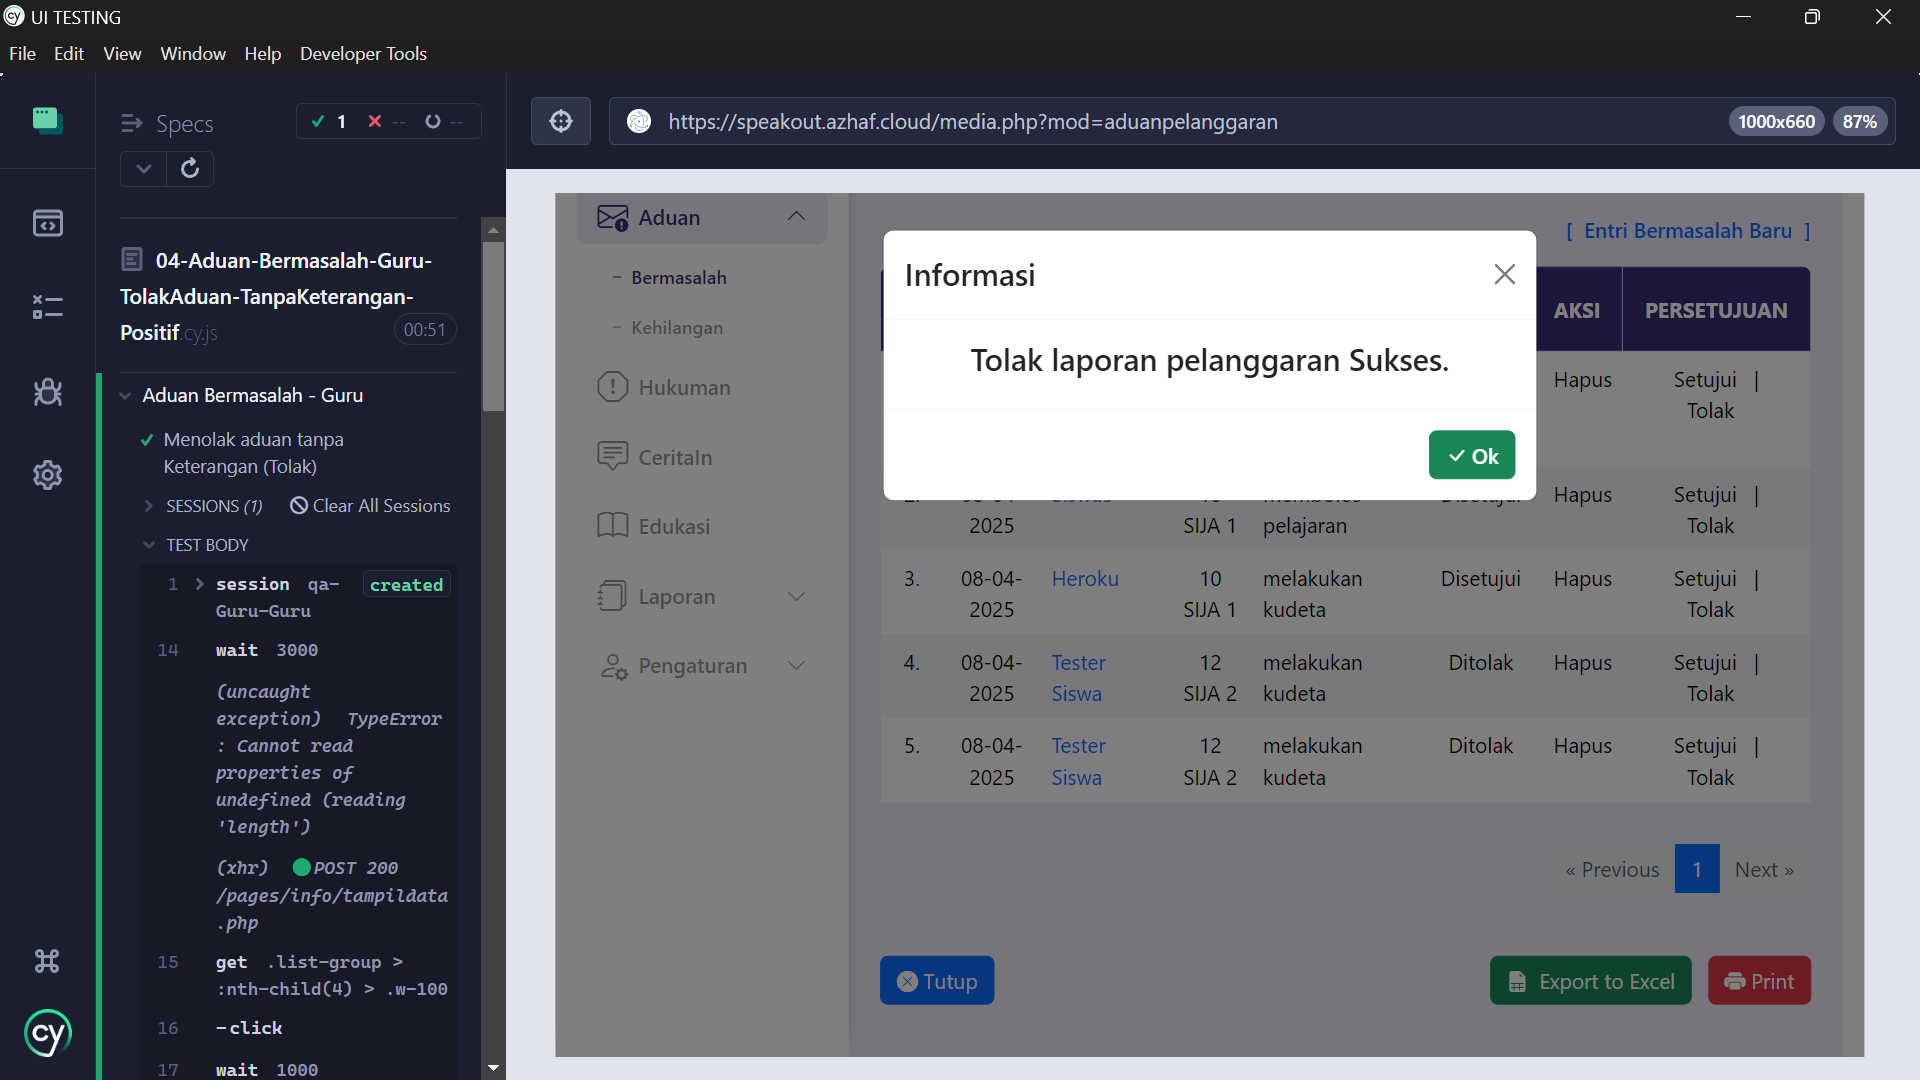 UI TESTING
File Edit View Window Help Developer Tools
Specs
1 -- --
04-Aduan-Bermasalah-Guru-
TolakAduan-TanpaKeterangan-
Positif.cy.js 00:51
Aduan Bermasalah - Guru
Menolak aduan tanpa
Keterangan (Tolak)
SESSIONS (1) Clear All Sessions
TEST BODY
1 session qa- created
Guru-Guru
14 wait 3000
(uncaught
exception) TypeError
: Cannot read
properties of
undefined (reading
'length')
(xhr) POST 200
/pages/info/tampildata
.php
15 get .list-group >
:nth-child(4) > .w-100
16 -click
17 wait 1000
cy
https://speakout.azhaf.cloud/media.php?mod=aduanpelanggaran
1000x660 87%
Aduan
- Bermasalah
- Kehilangan
Hukuman
CeritaIn
Edukasi
Laporan
Pengaturan
[ Entri Bermasalah Baru ]
Informasi
Tolak laporan pelanggaran Sukses.
Ok
AKSI PERSETUJUAN
Hapus Setujui |
Tolak
Hapus Setujui |
2025 SIJA 1 pelajaran Tolak
3. 08-04- Heroku 10 melakukan Disetujui Hapus Setujui |
2025 SIJA 1 kudeta Tolak
4. 08-04- Tester 12 melakukan Ditolak Hapus Setujui |
2025 Siswa SIJA 2 kudeta Tolak
5. 08-04- Tester 12 melakukan Ditolak Hapus Setujui |
2025 Siswa SIJA 2 kudeta Tolak
« Previous 1 Next »
Tutup
Export to Excel
Print